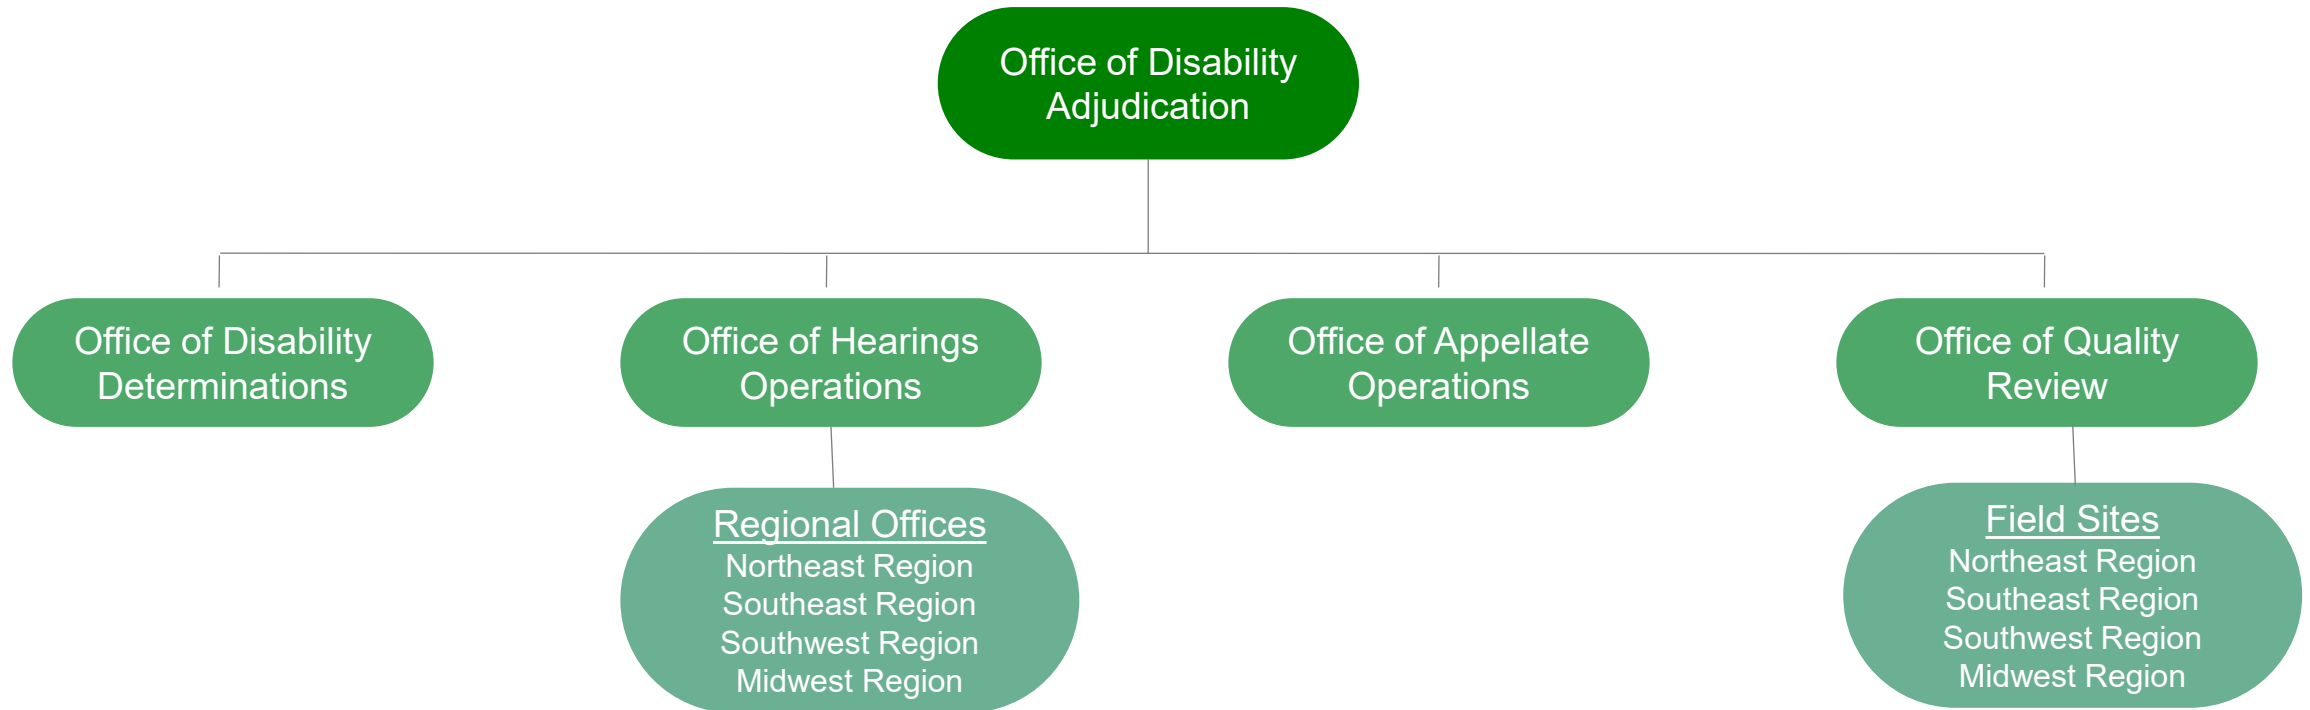 Office of Disability
Adjudication
Office of Disability
Determinations
Office of Hearings
Operations
Office of Appellate
Operations
Office of Quality
Review
Regional Offices
Northeast Region
Southeast Region
Southwest Region
Midwest Region
Field Sites
Northeast Region
Southeast Region
Southwest Region
Midwest Region